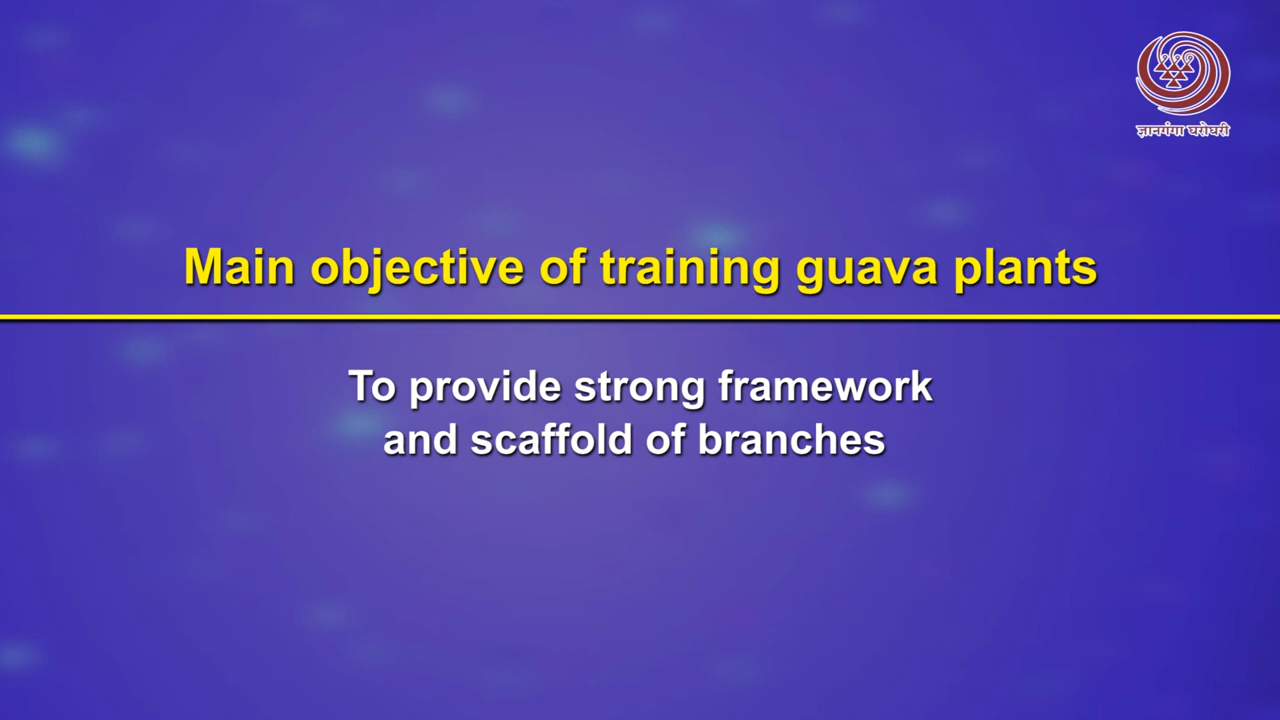 ज्ञानगंगा घरोघरी
Main objective of training guava plants
To provide strong framework
and scaffold of branches